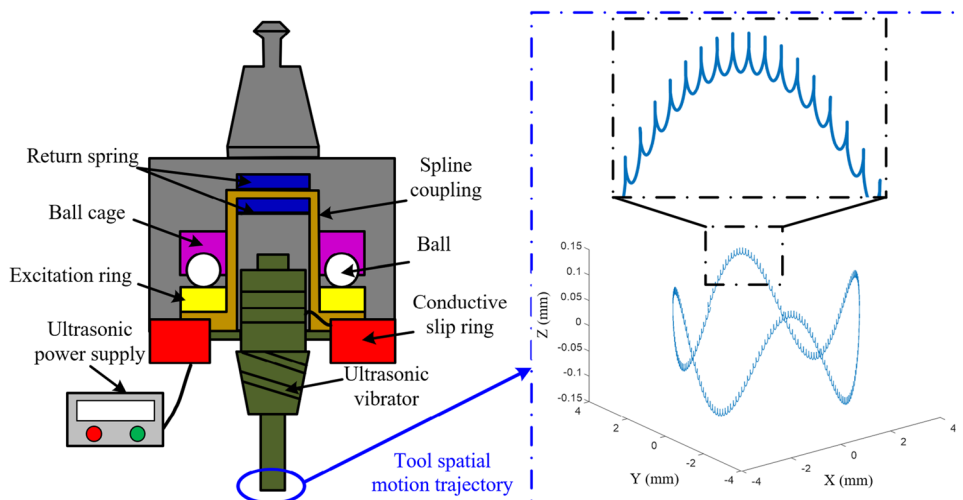 Return spring
Ball cage
Excitation ring
Ultrasonic
power supply
Spline
coupling
Ball
Conductive
slip ring
Ultrasonic
vibrator
Tool spatial
motion trajectory
0.15
0.1
0.05
0
-0.05
-0.1
-0.15
Z (mm)
4
2
0
-2
-4
Y (mm)
-4
-2
0
2
4
X (mm)